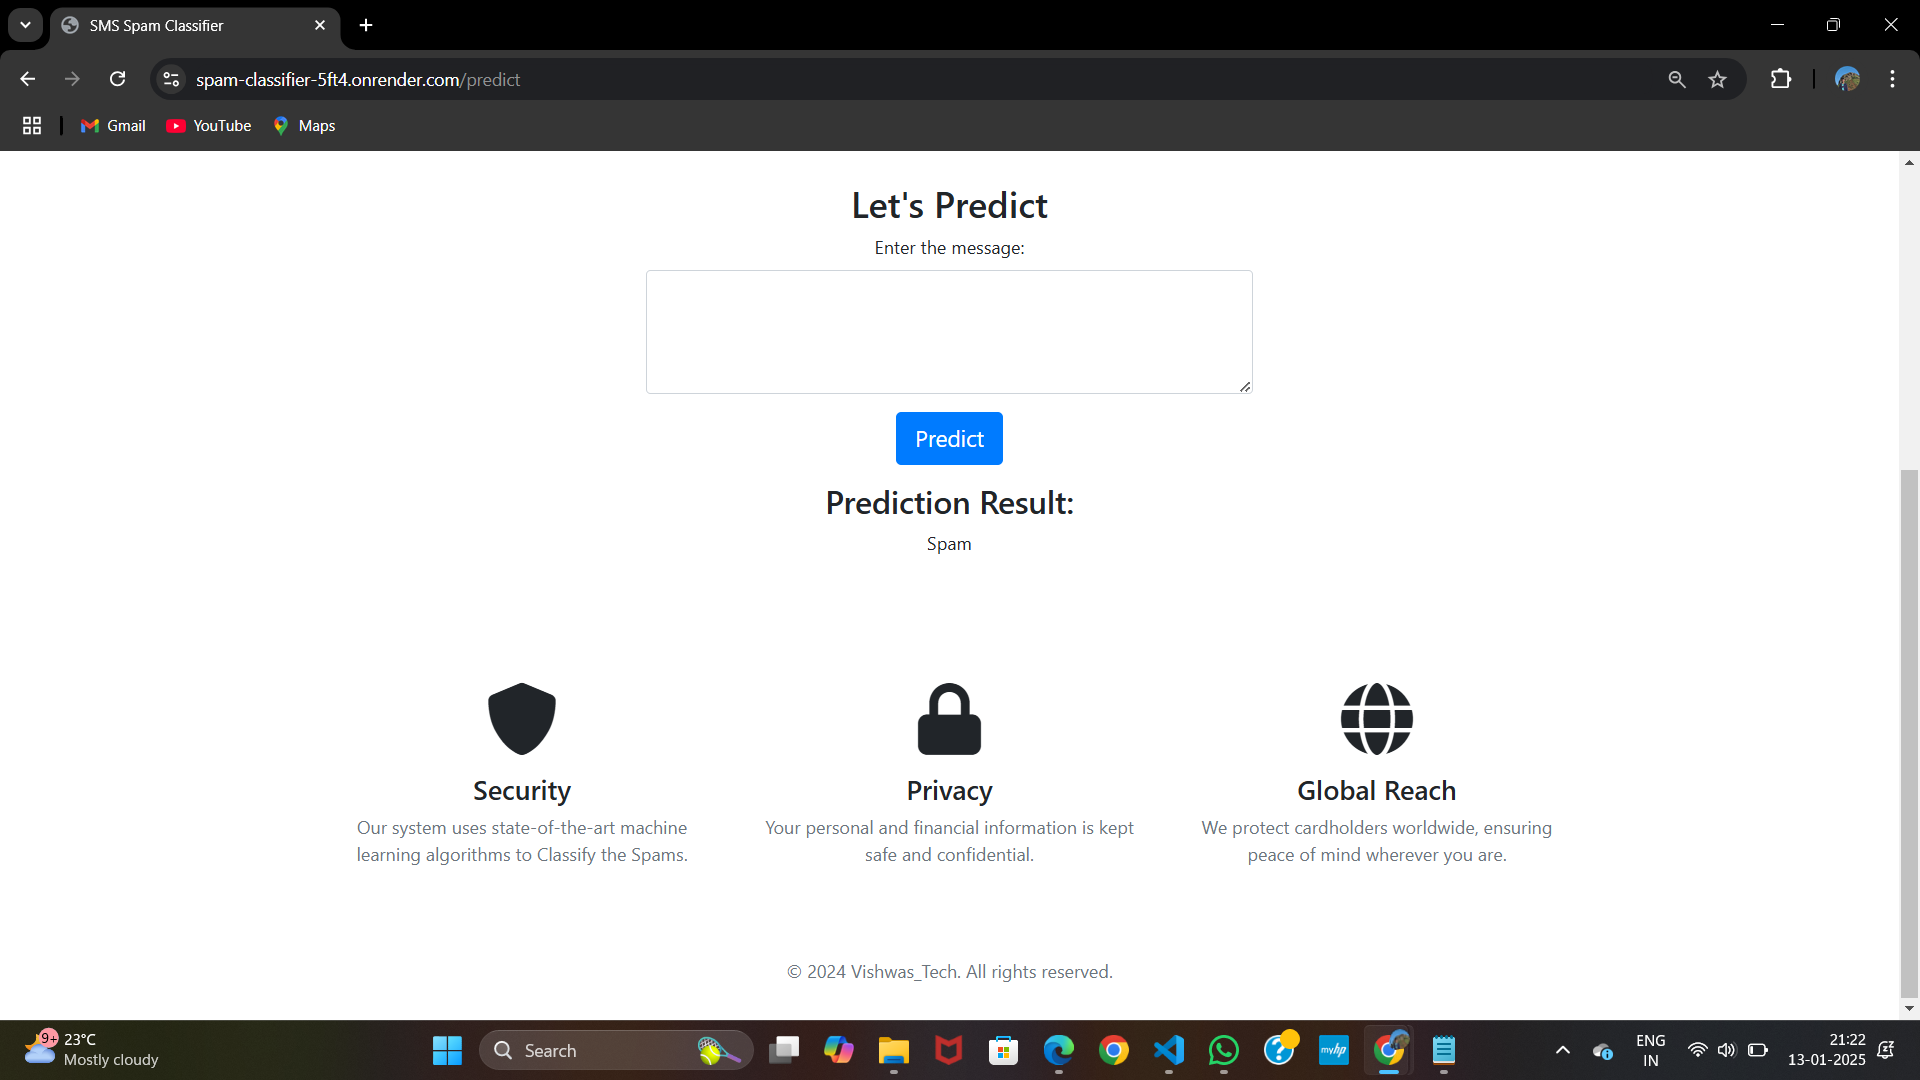 SMS Spam Classifier
spam-classifier-5ft4.onrender.com/predict
Gmail
YouTube
Maps
Let's Predict
Enter the message:
Predict
Prediction Result:
Spam
Security
Our system uses state-of-the-art machine
learning algorithms to Classify the Spams.
Privacy
Your personal and financial information is kept
safe and confidential.
Global Reach
We protect cardholders worldwide, ensuring
peace of mind wherever you are.
© 2024 Vishwas_Tech. All rights reserved.
9+
23°C
Mostly cloudy
Search
myhp
ENG
IN
21:22
13-01-2025